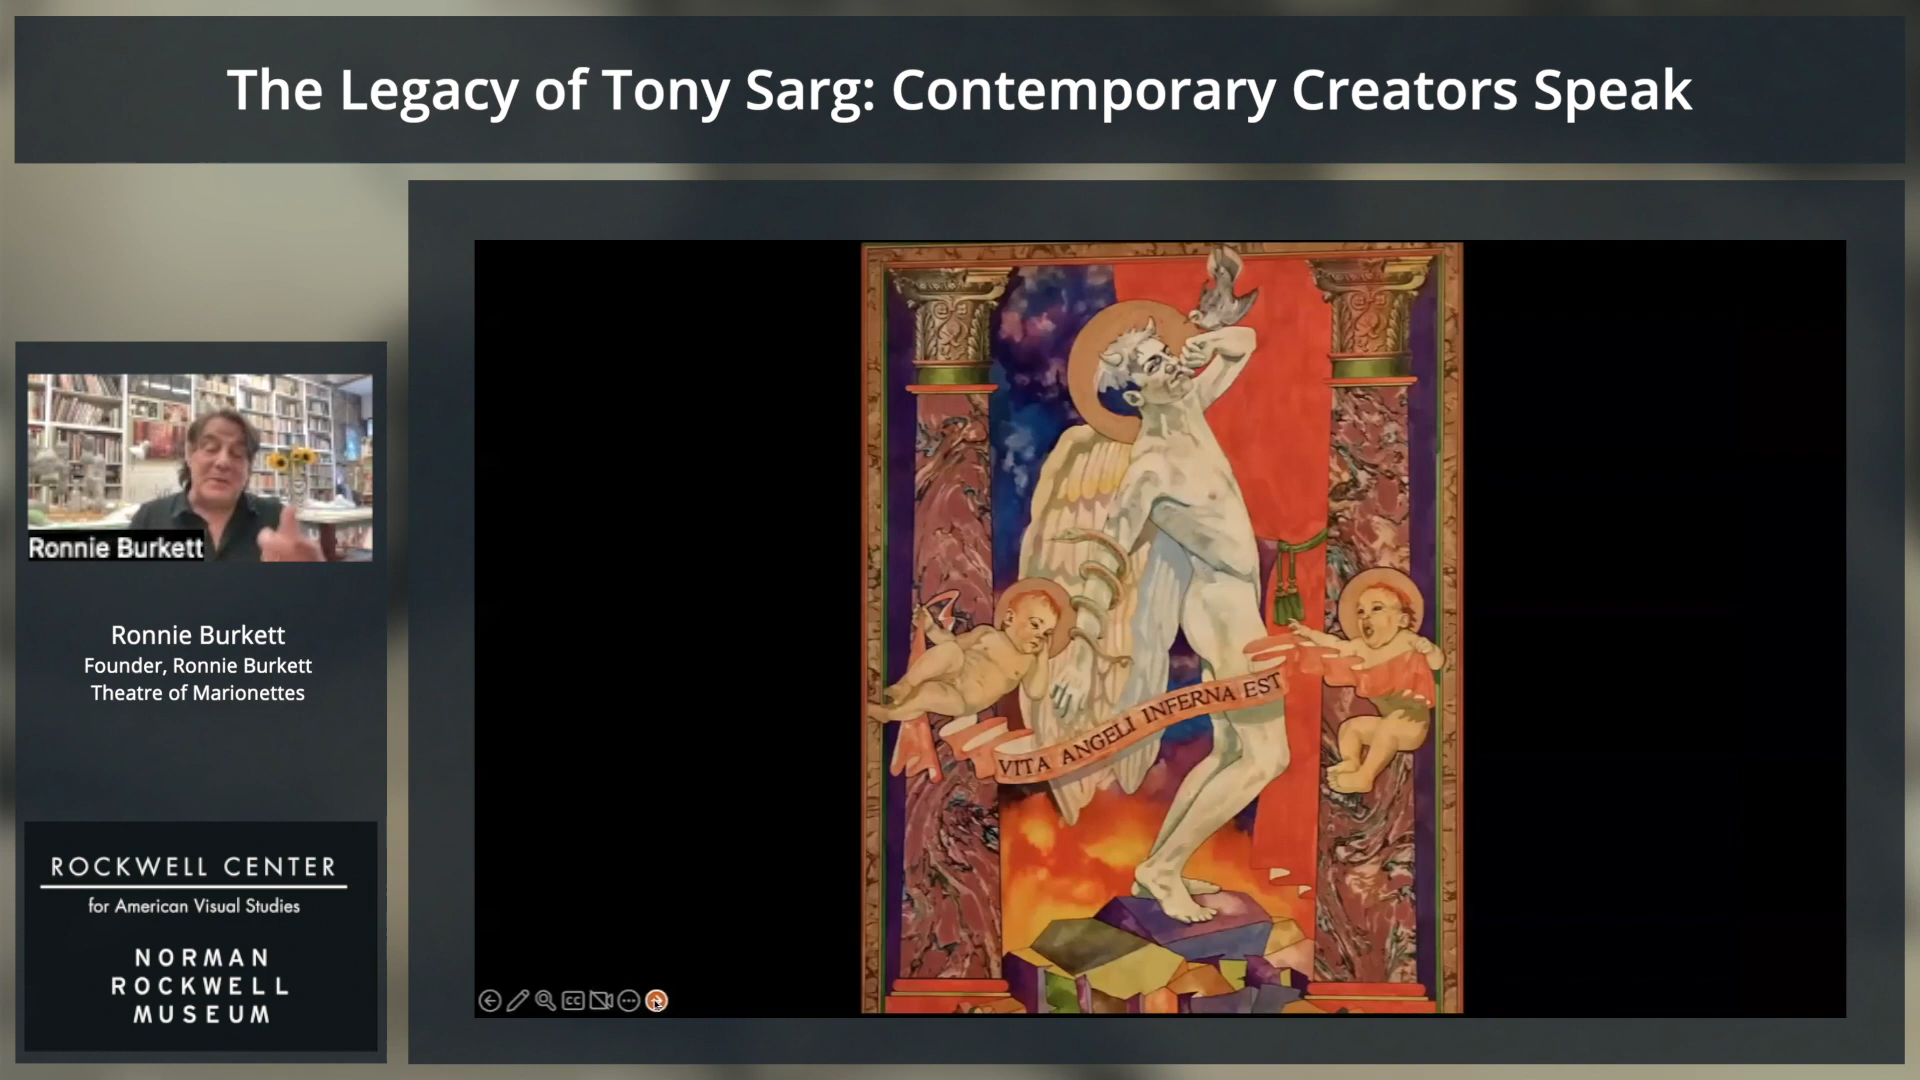 The Legacy of Tony Sarg: Contemporary Creators Speak
Ronnie Burkett
Ronnie Burkett
Founder, Ronnie Burkett
Theatre of Marionettes
ROCKWELL CENTER
for American Visual Studies
NORMAN
ROCKWELL
MUSEUM
VITA ANGELI INFERNA EST
CC